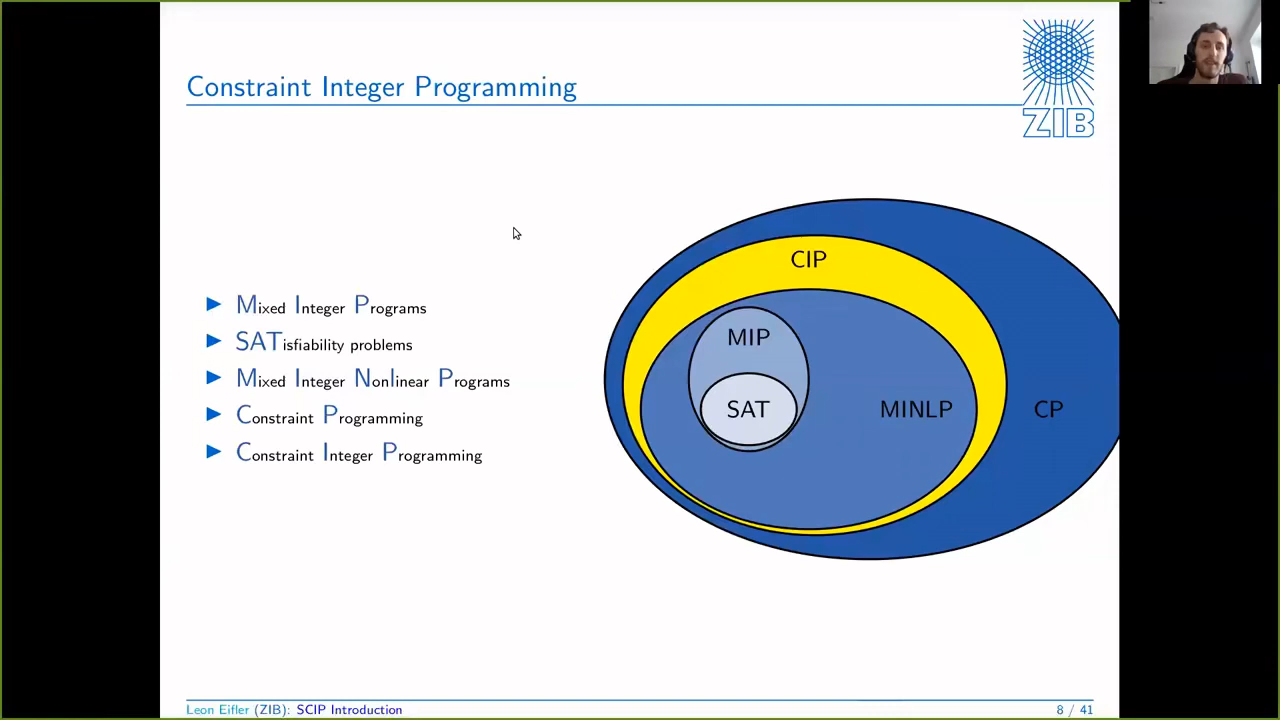 Constraint Integer Programming
ZIB
Mixed Integer Programs
SATisfiability problems
Mixed Integer Nonlinear Programs
Constraint Programming
Constraint Integer Programming
CIP
MIP
SAT
MINLP
CP
Leon Eifler (ZIB): SCIP Introduction
8 / 41